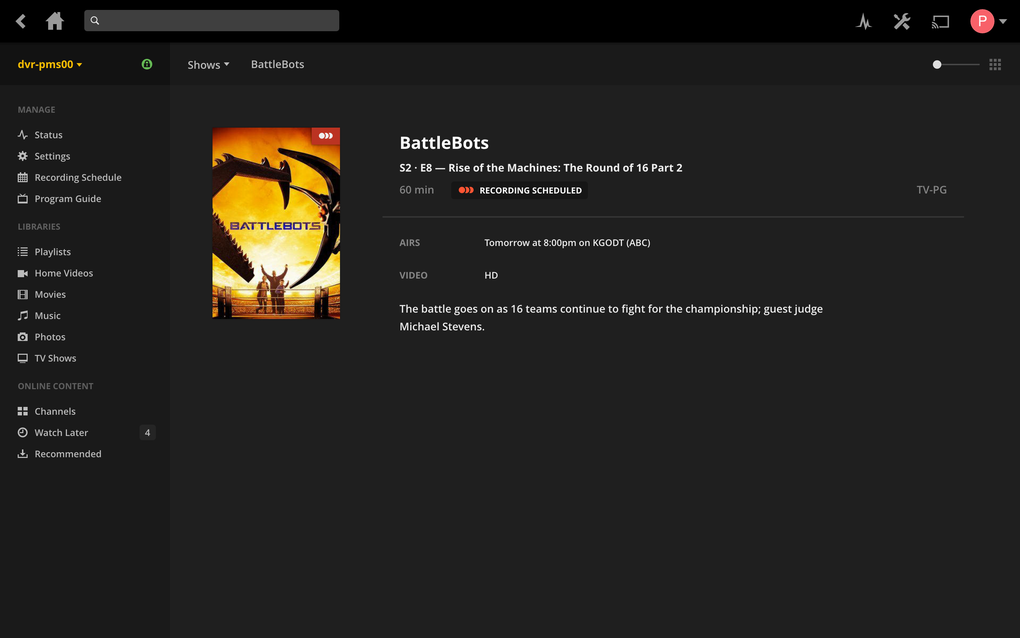 P
dvr-pms00
Shows
BattleBots
MANAGE
Status
Settings
Recording Schedule
Program Guide
LIBRARIES
Playlists
Home Videos
Movies
Music
Photos
TV Shows
ONLINE CONTENT
Channels
Watch Later 4
Recommended
BATTLEBOTS
BattleBots
S2 · E8 — Rise of the Machines: The Round of 16 Part 2
60 min RECORDING SCHEDULED TV-PG
AIRS Tomorrow at 8:00pm on KGODT (ABC)
VIDEO HD
The battle goes on as 16 teams continue to fight for the championship; guest judge
Michael Stevens.